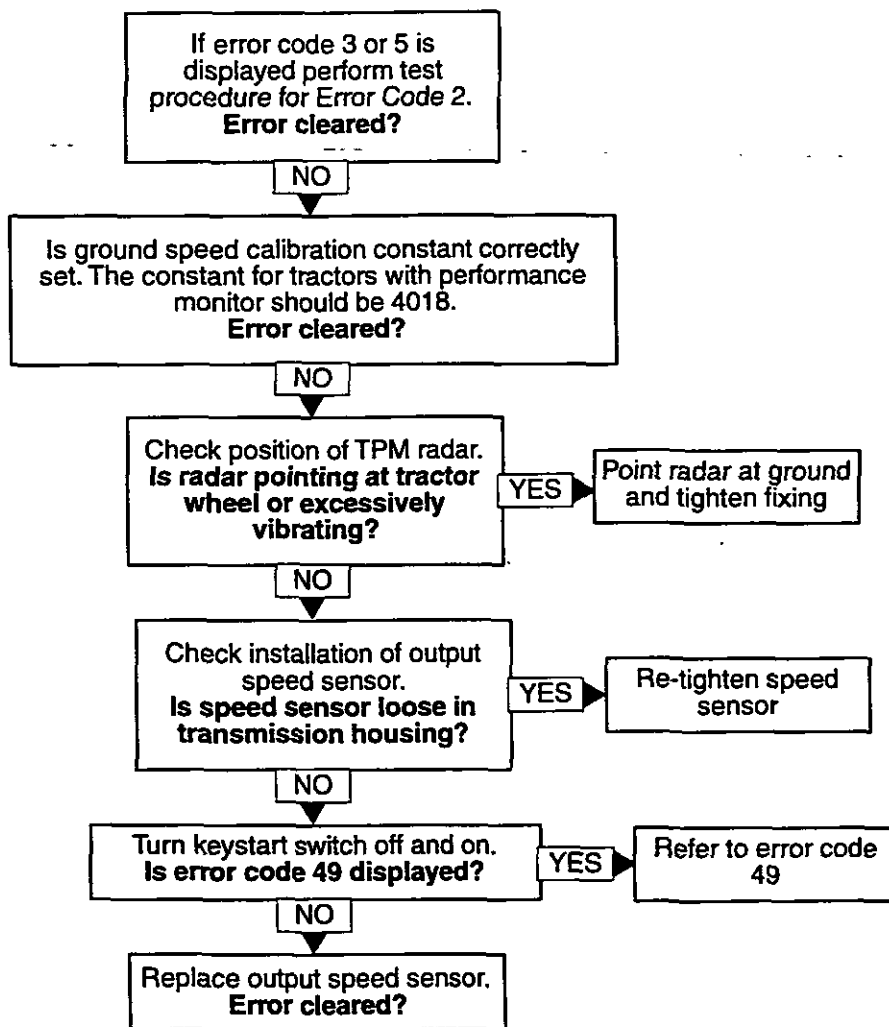 If error code 3 or 5 is
displayed perform test
procedure for Error Code 2.
Error cleared?
NO
Is ground speed calibration constant correctly
set. The constant for tractors with performance
monitor should be 4018.
Error cleared?
NO
Check position of TPM radar.
Is radar pointing at tractor
wheel or excessively
vibrating?
YES
Point radar at ground
and tighten fixing
NO
Check installation of output
speed sensor.
Is speed sensor loose in
transmission housing?
YES
Re-tighten speed
sensor
NO
Turn keystart switch off and on.
Is error code 49 displayed?
YES
Refer to error code
49
NO
Replace output speed sensor.
Error cleared?